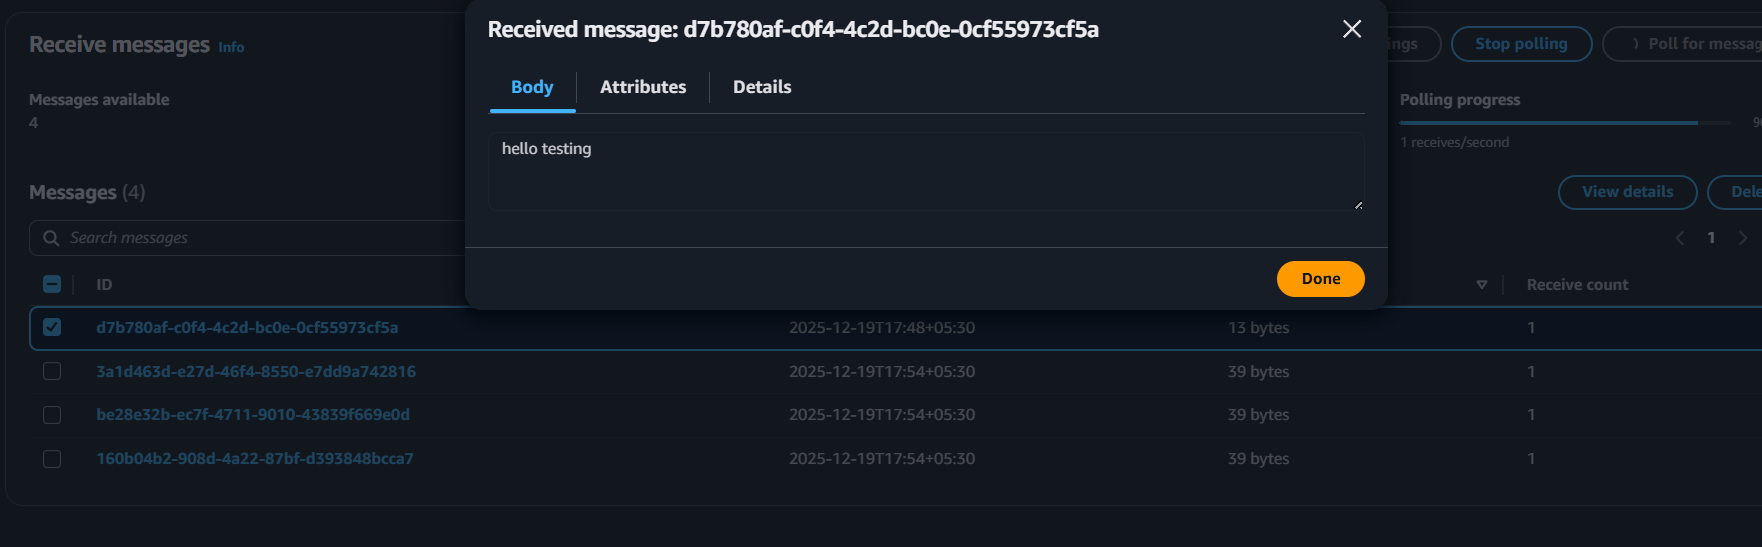 Received message: d7b780af-c0f4-4c2d-bc0e-0cf55973cf5a
Body
Attributes
Details
hello testing
Done
Receive messages Info
Stop polling
Poll for
Messages available
4
Polling progress
1 receives/second
Messages (4)
View details
Search messages
1
ID
Receive count
d7b780af-c0f4-4c2d-bc0e-0cf55973cf5a 2025-12-19T17:48+05:30 13 bytes 1
3a1d463d-e27d-46f4-8550-e7dd9a742816 2025-12-19T17:54+05:30 39 bytes 1
be28e32b-ec7f-4711-9010-43839f669e0d 2025-12-19T17:54+05:30 39 bytes 1
160b04b2-908d-4a22-87bf-d393848bcca7 2025-12-19T17:54+05:30 39 bytes 1